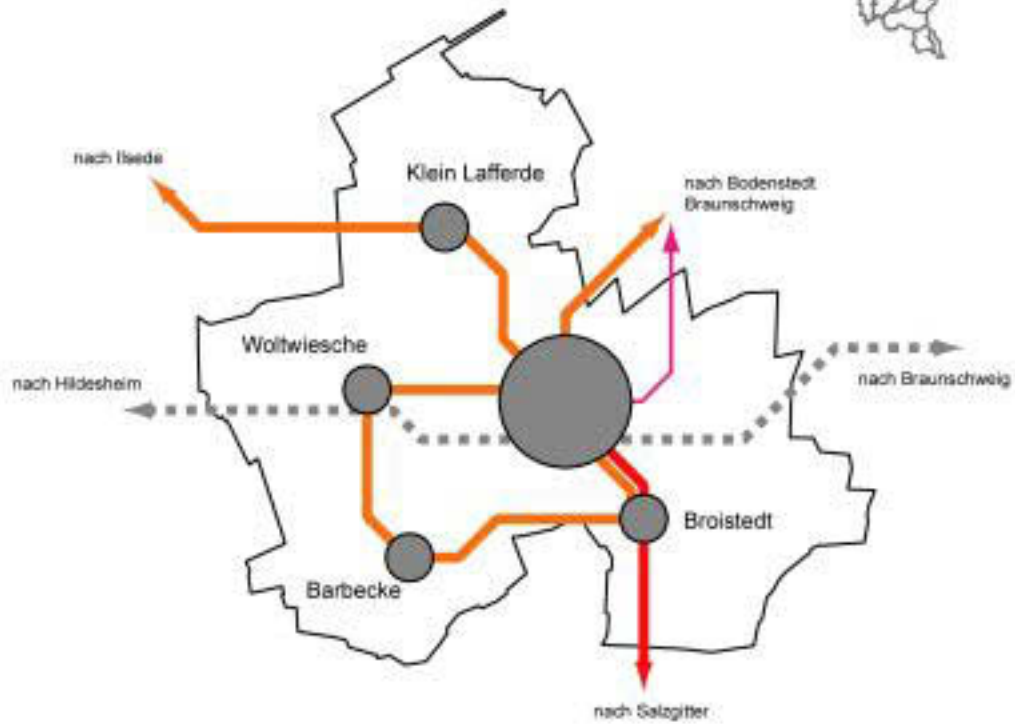 nach Ilsede
Klein Lafferde
nach Bodenstedt
Braunschweig
Woltwiesche
nach Hildesheim
nach Braunschweig
Broistedt
Barbecke
nach Salzgitter